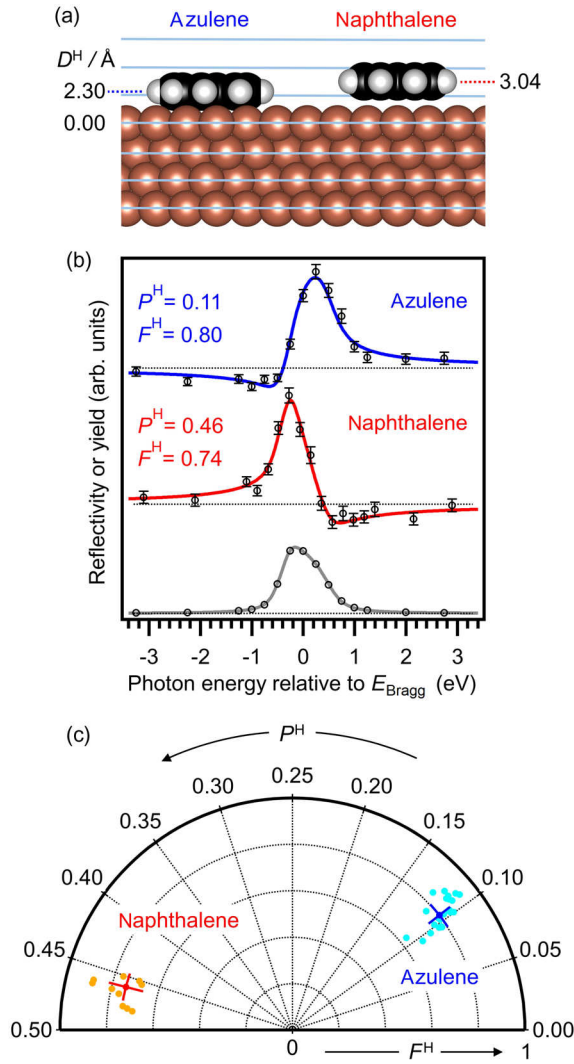 (a)
Azulene
Naphthalene
D^H / Å
2.30
3.04
0.00
(b)
P^H = 0.11
F^H = 0.80
Azulene
P^H = 0.46
F^H = 0.74
Naphthalene
Reflectivity or yield (arb. units)
-3 -2 -1 0 1 2 3
Photon energy relative to E_Bragg (eV)
(c)
P^H
0.25
0.30 0.20
0.35 0.15
0.40 0.10
Naphthalene
Azulene
0.45 0.05
0.50 0.00
0 F^H 1